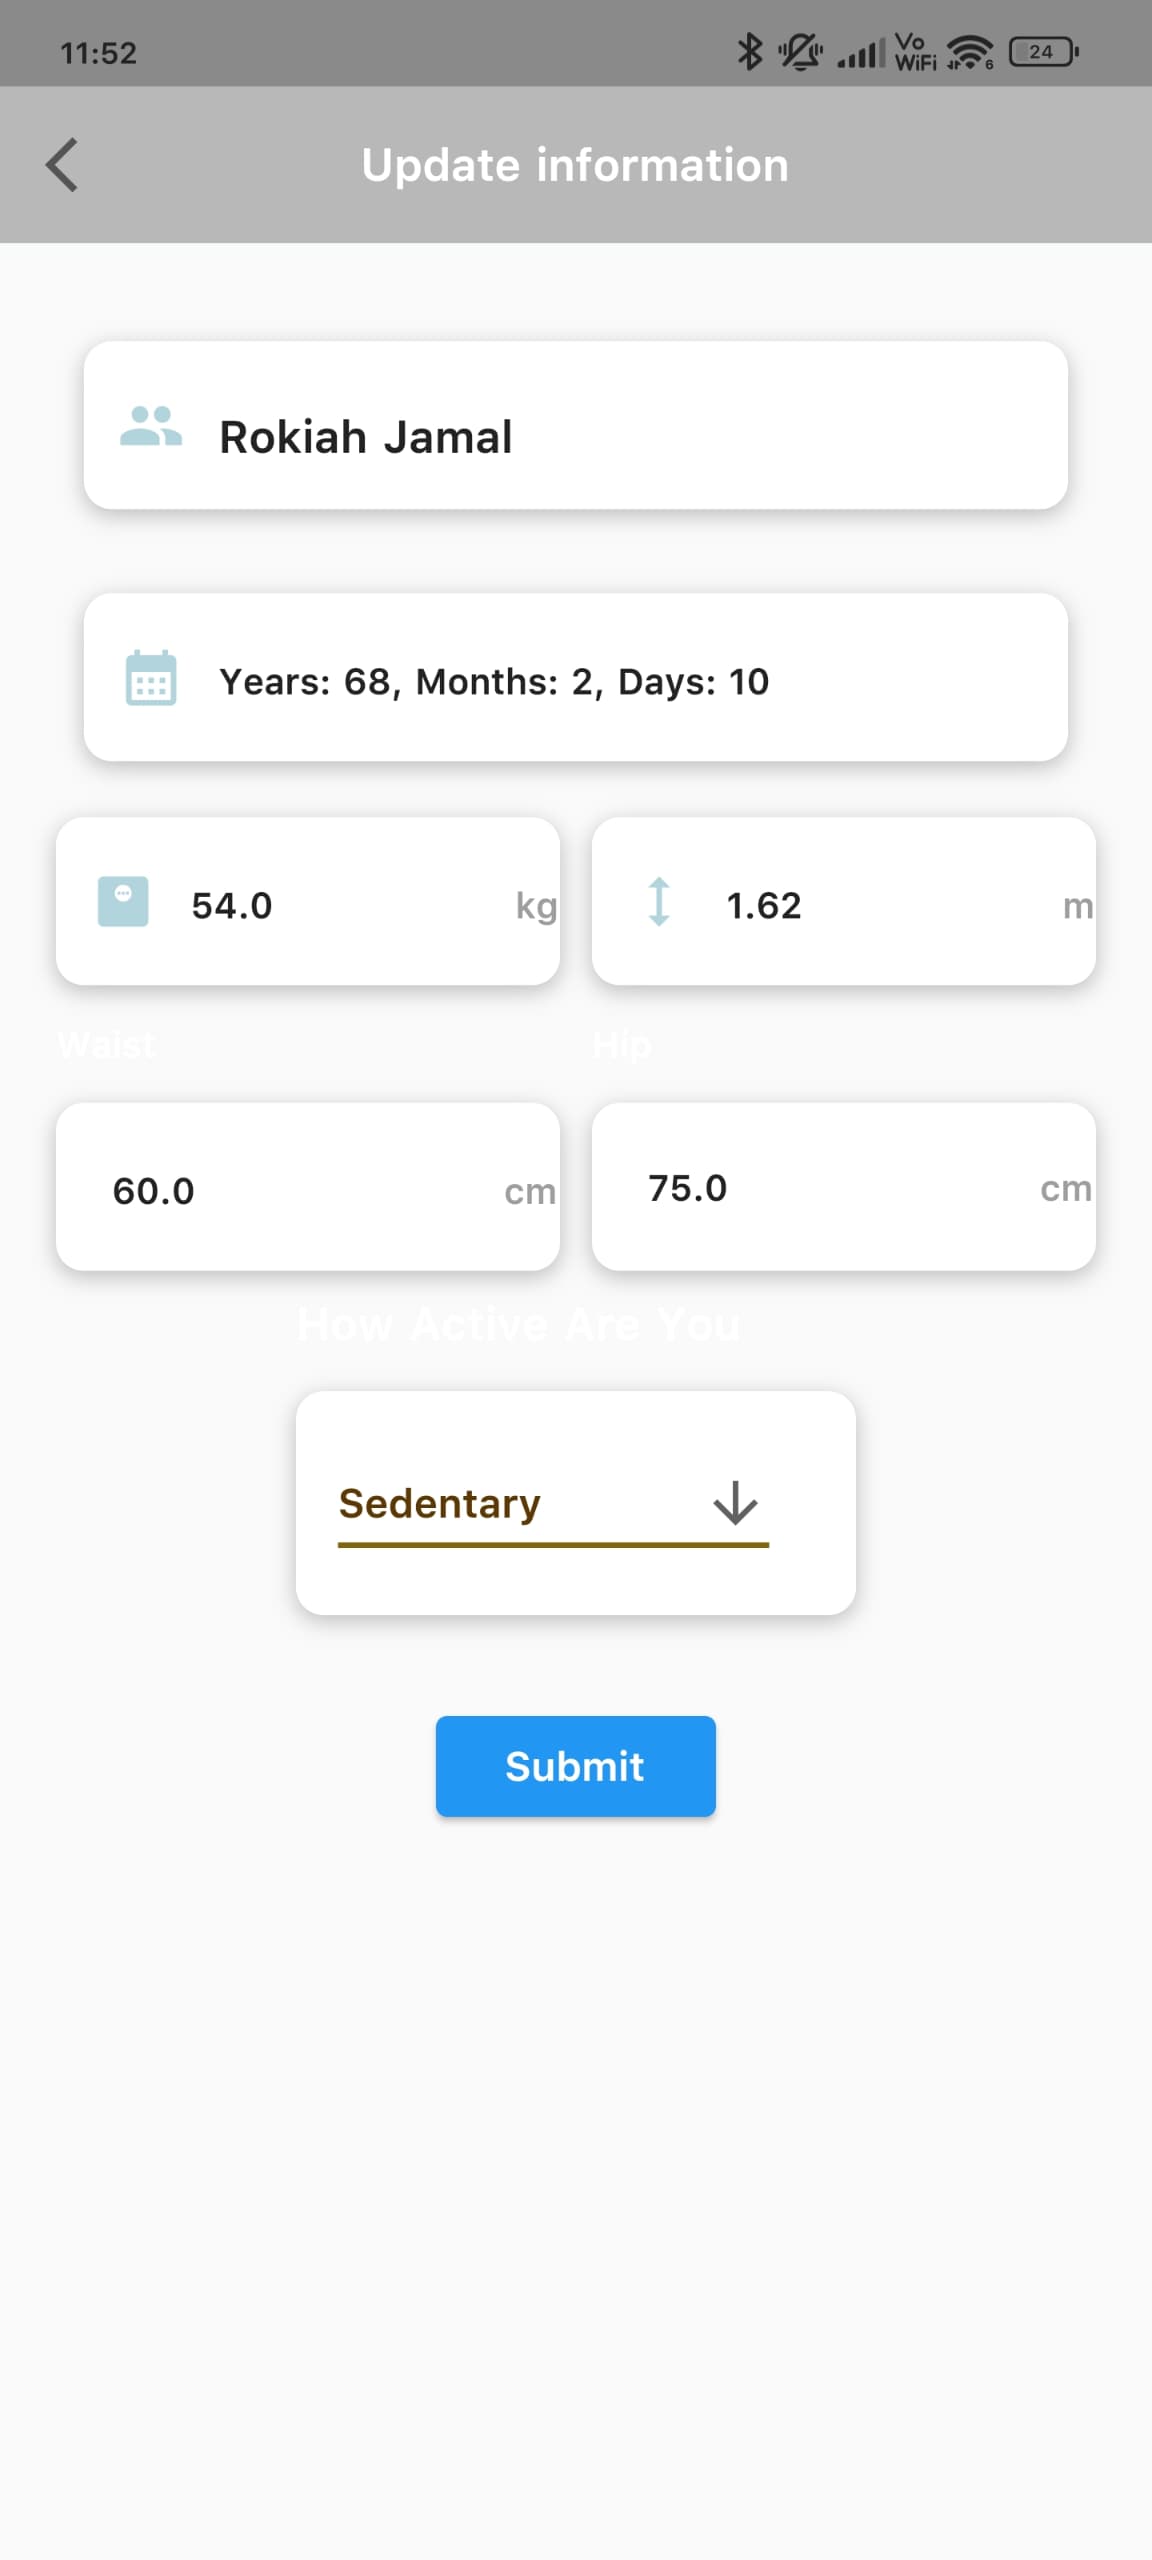 11:52
Vo
WiFi
6
24
Update information
Rokiah Jamal
Years: 68, Months: 2, Days: 10
54.0 kg
1.62 m
Waist
Hip
60.0 cm
75.0 cm
How Active Are You
Sedentary
Submit